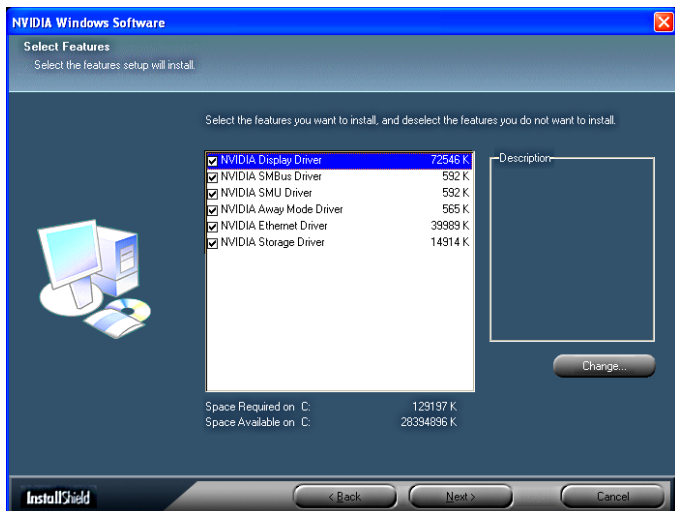 NVIDIA Windows Software
Select Features
Select the features setup will install.
Select the features you want to install, and deselect the features you do not want to install.
NVIDIA Display Driver 72546 K
NVIDIA SMBus Driver 592 K
NVIDIA SMU Driver 592 K
NVIDIA Away Mode Driver 565 K
NVIDIA Ethernet Driver 39989 K
NVIDIA Storage Driver 14914 K
Description
Change...
Space Required on C: 129197 K
Space Available on C: 28394896 K
InstallShield
< Back
Next >
Cancel